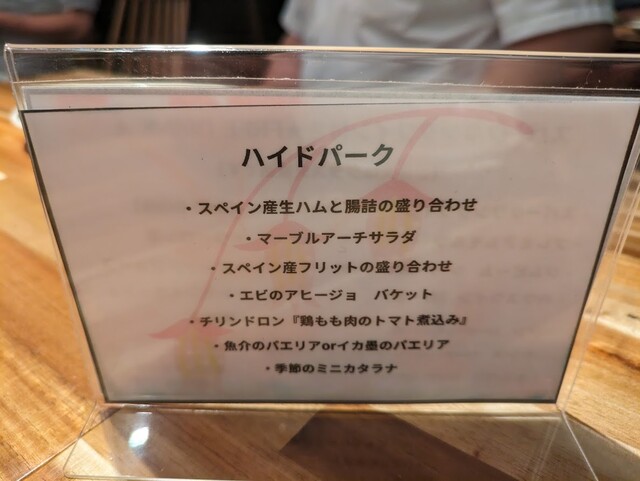 ハイドパーク
・スペイン産生ハムと腸詰の盛り合わせ
・マーブルアーチサラダ
・スペイン産フリットの盛り合わせ
・エビのアヒージョ　バケット
・チリンドロン『鶏もも肉のトマト煮込み』
・魚介のパエリアorイカ墨のパエリア
・季節のミニカタラナ